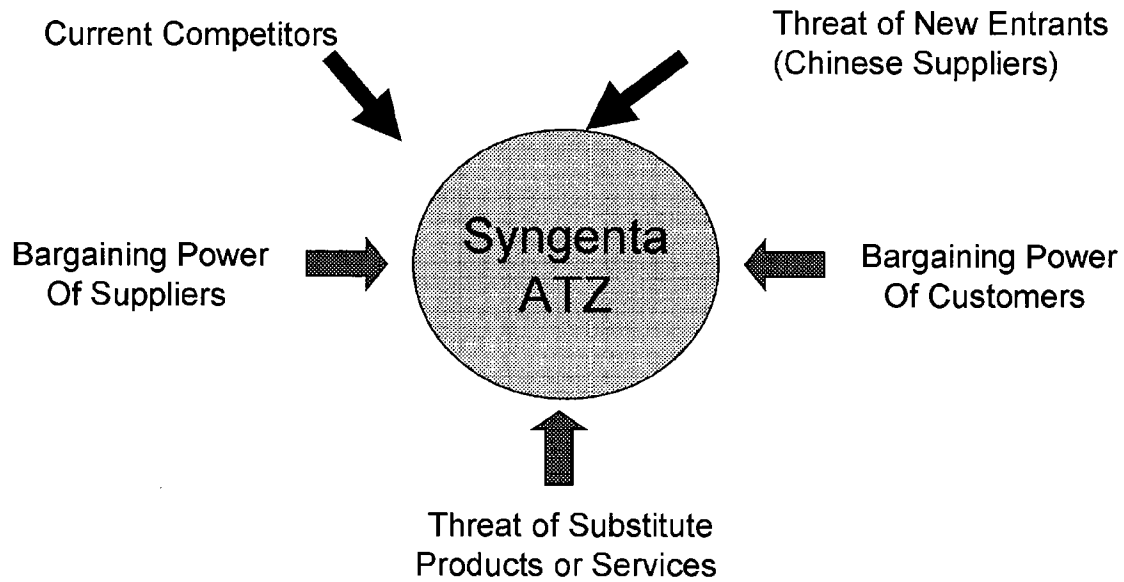 Current Competitors
Threat of New Entrants
(Chinese Suppliers)
Syngenta
ATZ
Bargaining Power
Of Suppliers
Bargaining Power
Of Customers
Threat of Substitute
Products or Services